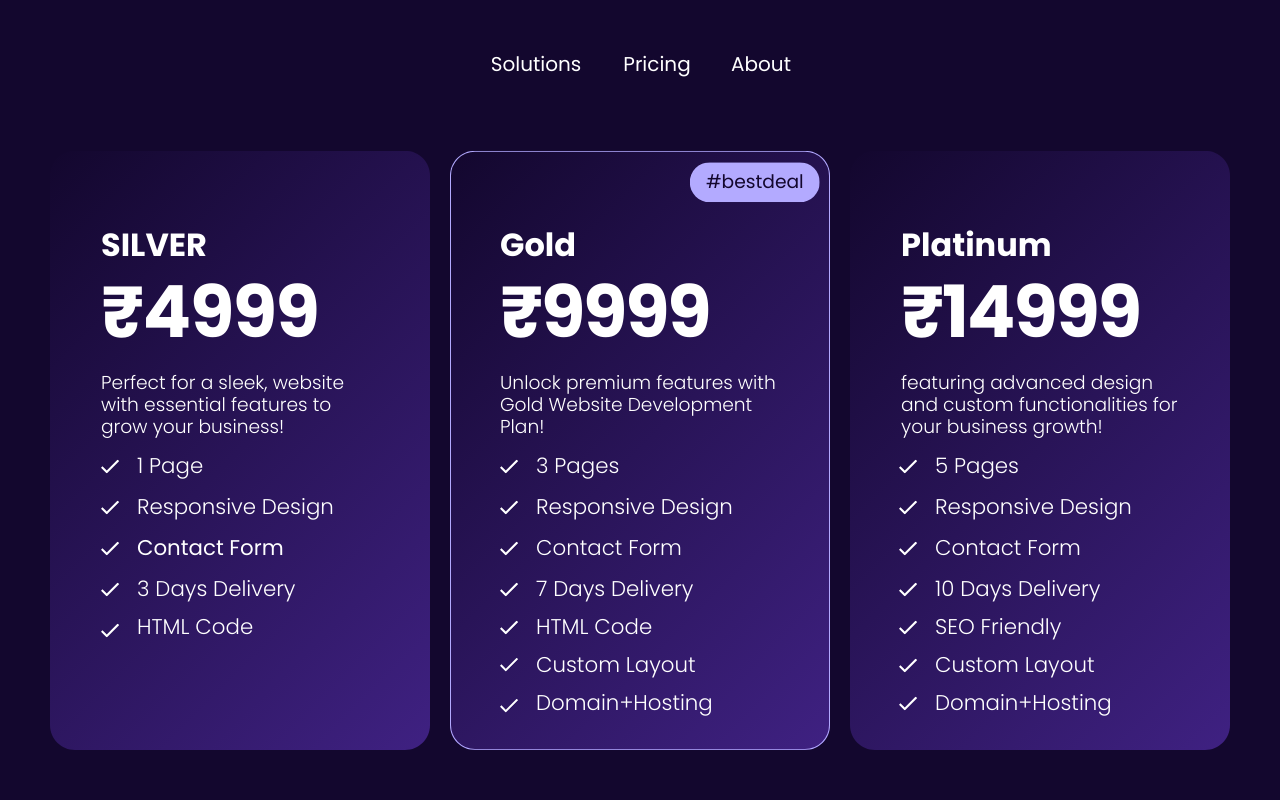 Solutions Pricing About
SILVER
₹4999
Perfect for a sleek, website
with essential features to
grow your business!
1 Page
Responsive Design
Contact Form
3 Days Delivery
HTML Code
#bestdeal
Gold
₹9999
Unlock premium features with
Gold Website Development
Plan!
3 Pages
Responsive Design
Contact Form
7 Days Delivery
HTML Code
Custom Layout
Domain+Hosting
Platinum
₹14999
featuring advanced design
and custom functionalities for
your business growth!
5 Pages
Responsive Design
Contact Form
10 Days Delivery
SEO Friendly
Custom Layout
Domain+Hosting